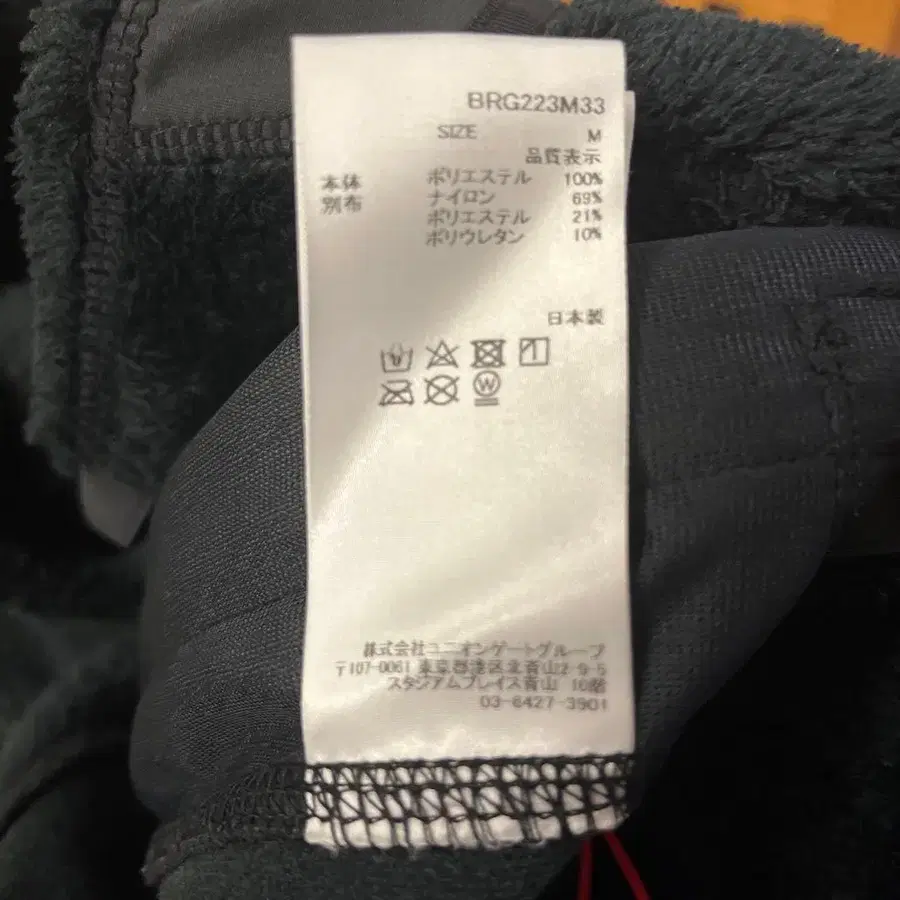 BRG223M33
SIZE M
品質表示
本体 ポリエステル 100%
別布 ナイロン 69%
ポリエステル 21%
ポリウレタン 10%
日本製
W
株式会社ユニオンゲートグループ
〒107-0061 東京都港区北青山2-9-5
スタジアムプレイス青山 10階
03-6427-3901